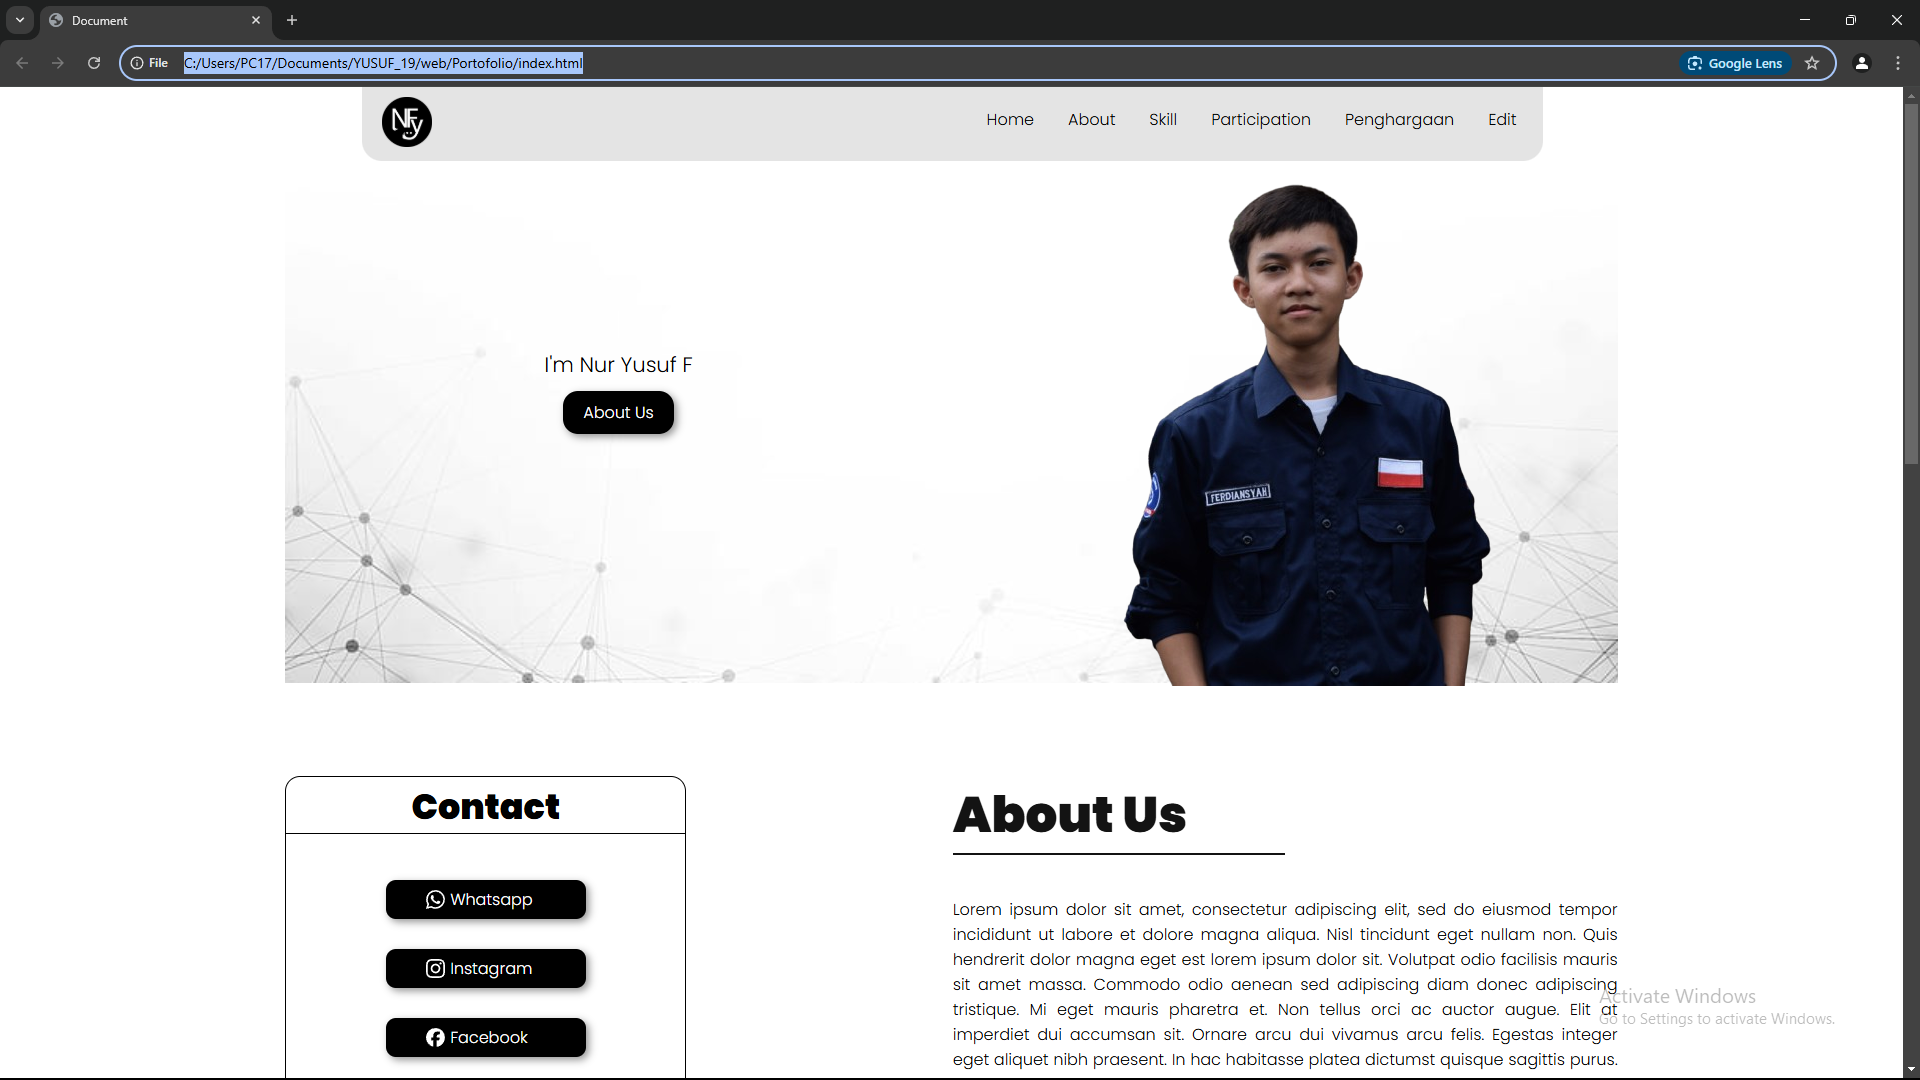 Document
File
C:/Users/PC17/Documents/YUSUF_19/web/Portofolio/index.html
Google Lens
NFy
Home About Skill Participation Penghargaan Edit
I'm Nur Yusuf F
About Us
FERDIANSYAH
Contact
Whatsapp
Instagram
Facebook
About Us
Lorem ipsum dolor sit amet, consectetur adipiscing elit, sed do eiusmod tempor
incididunt ut labore et dolore magna aliqua. Nisl tincidunt eget nullam non. Quis
hendrerit dolor magna eget est lorem ipsum dolor sit. Volutpat odio facilisis mauris
sit amet massa. Commodo odio aenean sed adipiscing diam donec adipiscing
tristique. Mi eget mauris pharetra et. Non tellus orci ac auctor augue. Elit at
imperdiet dui accumsan sit. Ornare arcu dui vivamus arcu felis. Egestas integer
eget aliquet nibh praesent. In hac habitasse platea dictumst quisque sagittis purus.
Activate Windows
Go to Settings to activate Windows.